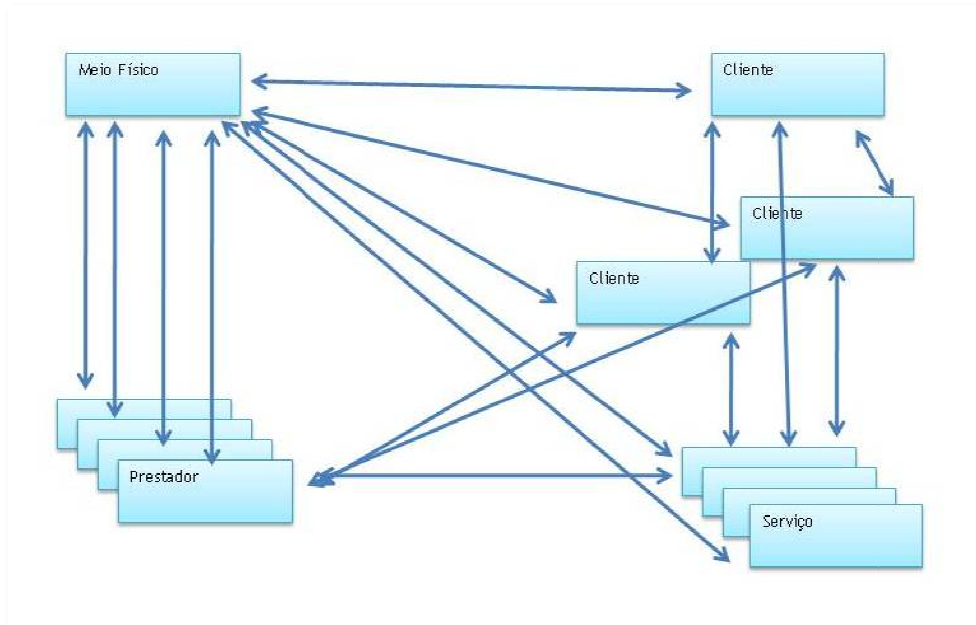 Meio Físico
Cliente
Cliente
Cliente
Prestador
Serviço